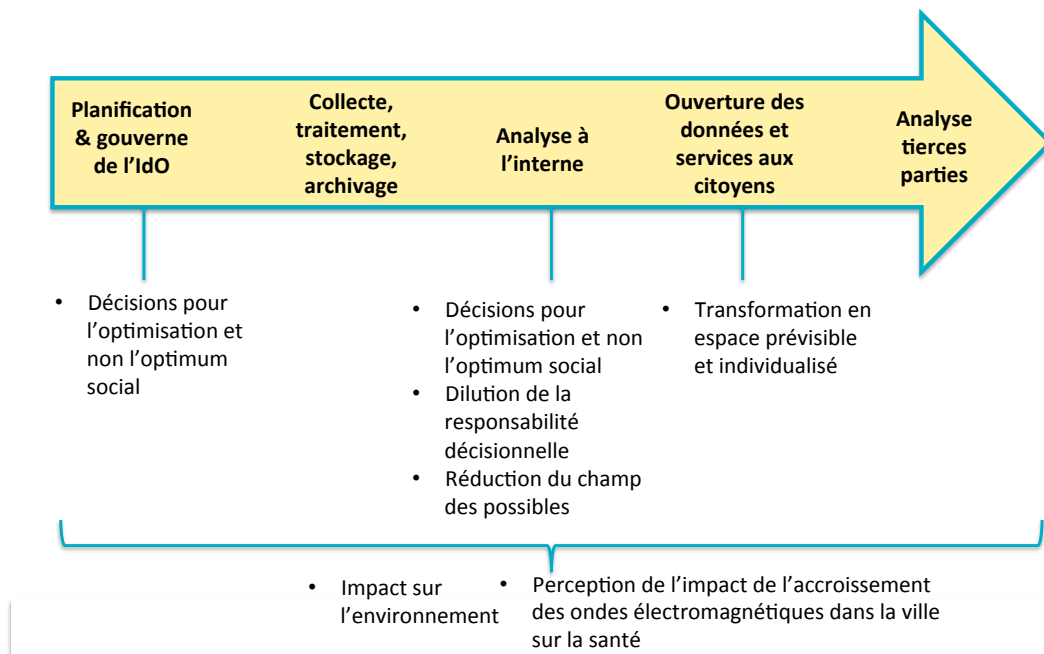 Planification
& gouverne
de l'IdO
Collecte,
traitement,
stockage,
archivage
Analyse à
l'interne
Ouverture des
données et
services aux
citoyens
Analyse
tierces
parties
• Décisions pour
l'optimisation et
non l'optimum
social
• Décisions pour
l'optimisation et non
l'optimum social
• Dilution de la
responsabilité
décisionnelle
• Réduction du champ
des possibles
• Transformation en
espace prévisible
et individualisé
• Impact sur
l'environnement
• Perception de l'impact de l'accroissement
des ondes électromagnétiques dans la ville
sur la santé